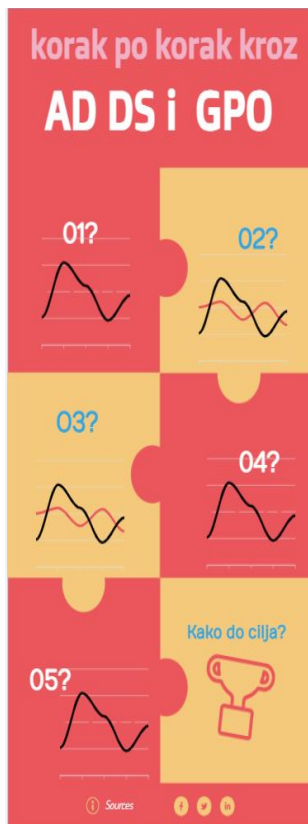 korak po korak kroz
AD DS i GPO
01?
02?
03?
04?
05?
Kako do cilja?
Sources